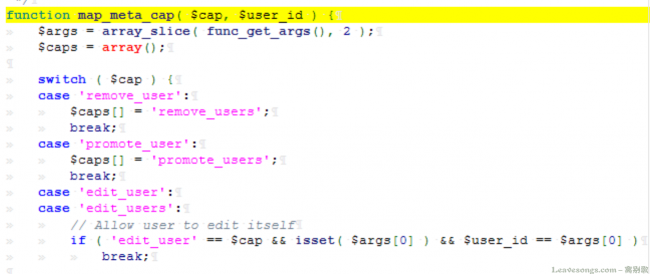 */
function map_meta_cap( $cap, $user_id ) {
$args = array_slice( func_get_args(), 2 );
$caps = array();
switch ( $cap ) {
case 'remove_user':
$caps[] = 'remove_users';
break;
case 'promote_user':
$caps[] = 'promote_users';
break;
case 'edit_user':
case 'edit_users':
// Allow user to edit itself
if ( 'edit_user' == $cap && isset( $args[0] ) && $user_id == $args[0] )
break;
Leavesongs.com - 离别歌